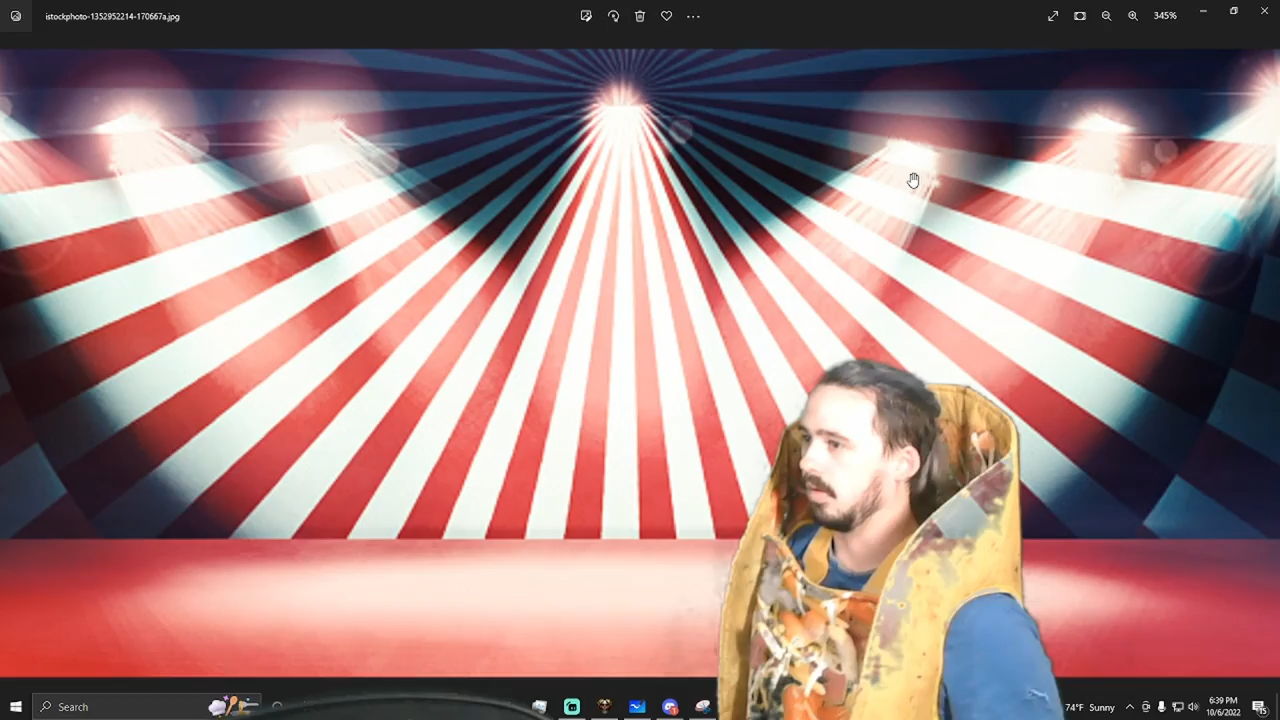 istockphoto-1352952214-170667a.jpg
345%
Search
74°F Sunny
6:39 PM
10/6/2022